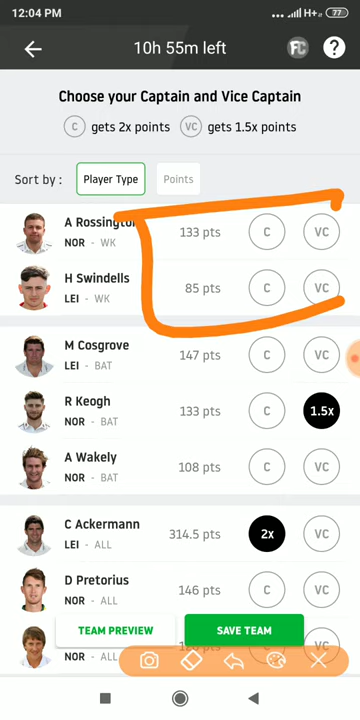 12:04 PM
H+
77
10h 55m left
FC
?
Choose your Captain and Vice Captain
C gets 2x points VC gets 1.5x points
Sort by : Player Type Points
A Rossington
NOR - WK
133 pts C VC
H Swindells
LEI - WK
85 pts C VC
M Cosgrove
LEI - BAT
147 pts C VC
R Keogh
NOR - BAT
133 pts C 1.5x
A Wakely
NOR - BAT
108 pts C VC
C Ackermann
LEI - ALL
314.5 pts 2x VC
D Pretorius
NOR - ALL
146 pts C VC
TEAM PREVIEW SAVE TEAM
NOR - ALL
pts VC